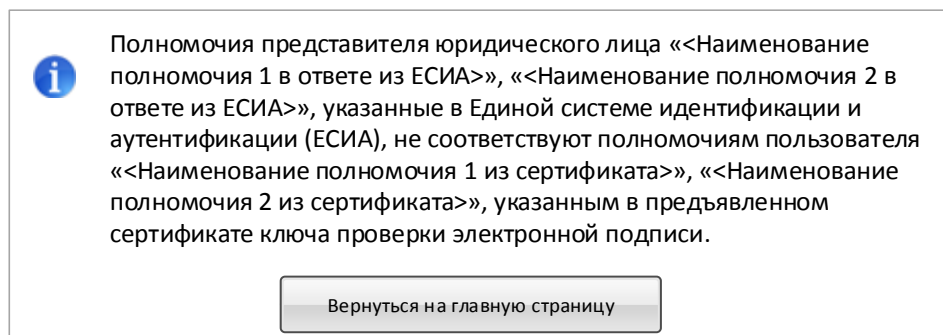 Полномочия представителя юридического лица «<Наименование
полномочия 1 в ответе из ЕСИА>», «<Наименование полномочия 2 в
ответе из ЕСИА>», указанные в Единой системе идентификации и
аутентификации (ЕСИА), не соответствуют полномочиям пользователя
«<Наименование полномочия 1 из сертификата>», «<Наименование
полномочия 2 из сертификата>», указанным в предъявленном
сертификате ключа проверки электронной подписи.
Вернуться на главную страницу